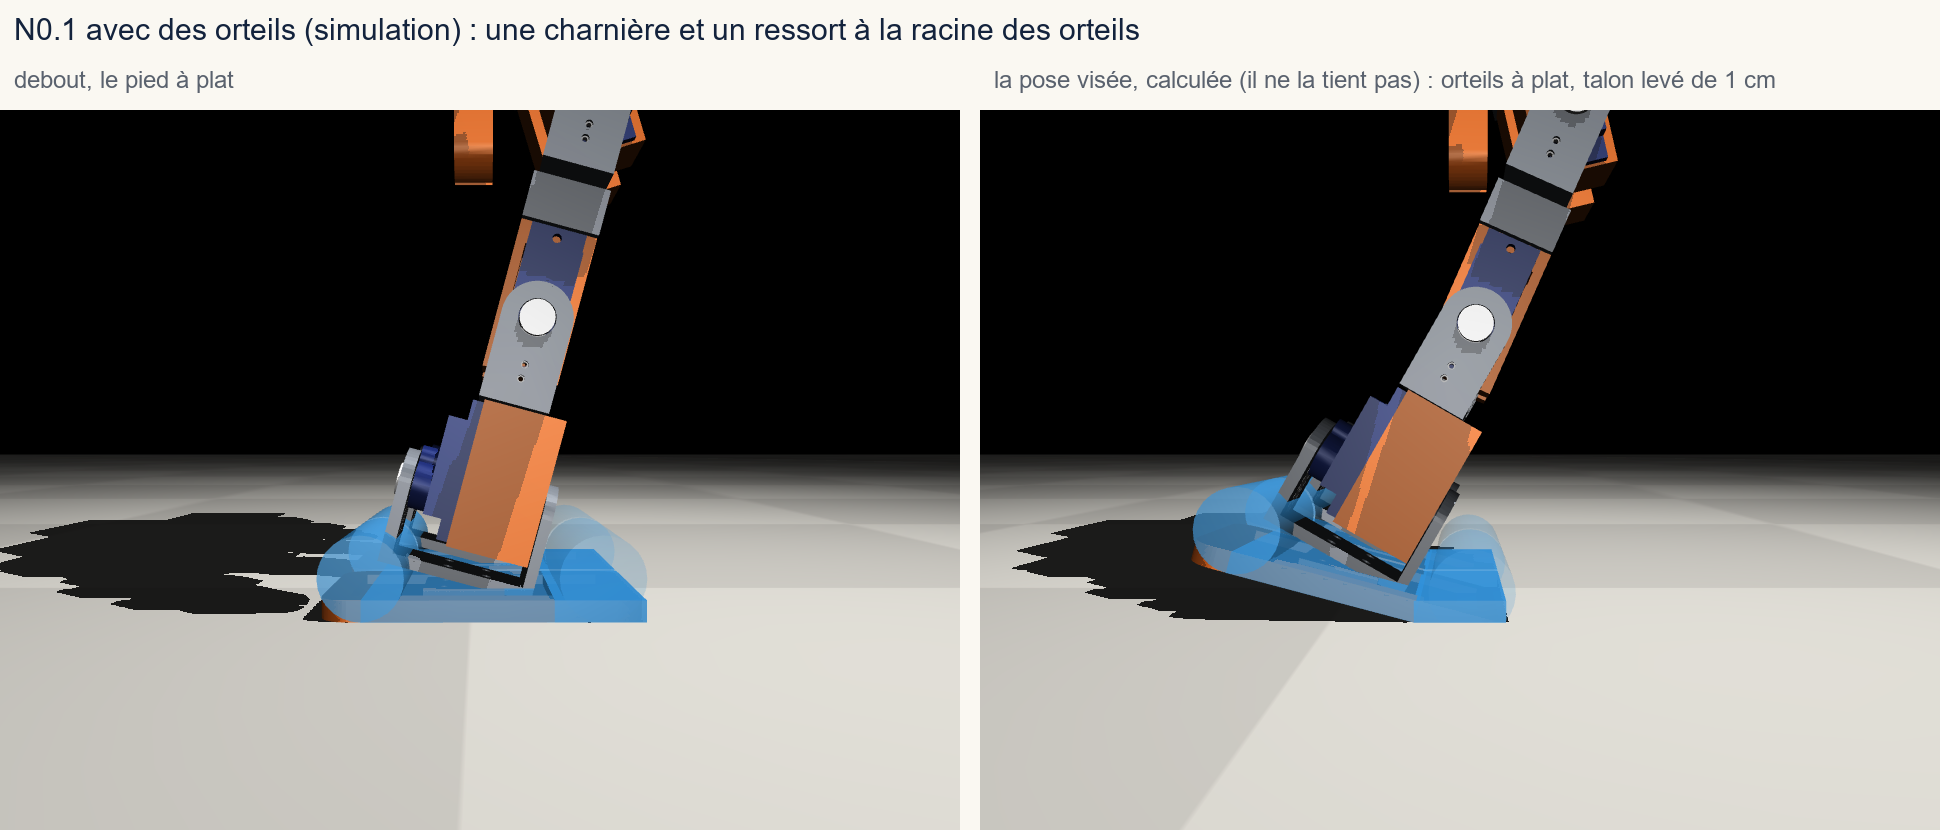 N0.1 avec des orteils (simulation) : une charnière et un ressort à la racine des orteils
debout, le pied à plat
la pose visée, calculée (il ne la tient pas) : orteils à plat, talon levé de 1 cm